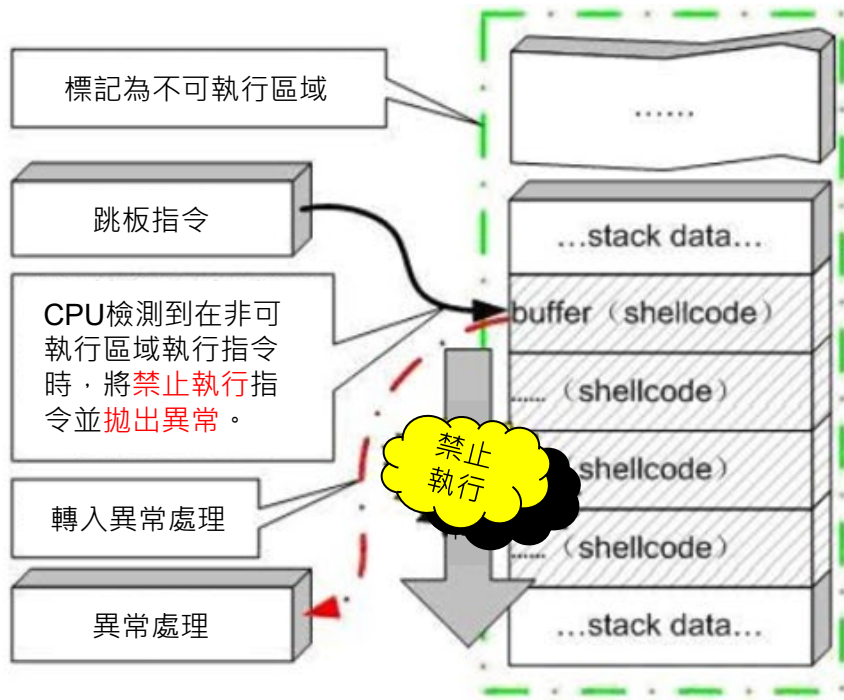 標記為不可執行區域
......
跳板指令
...stack data...
CPU檢測到在非可
執行區域執行指令
時，將禁止執行指
令並拋出異常。
buffer（shellcode）
......（shellcode）
禁止
執行
（shellcode）
轉入異常處理
......（shellcode）
異常處理
...stack data...